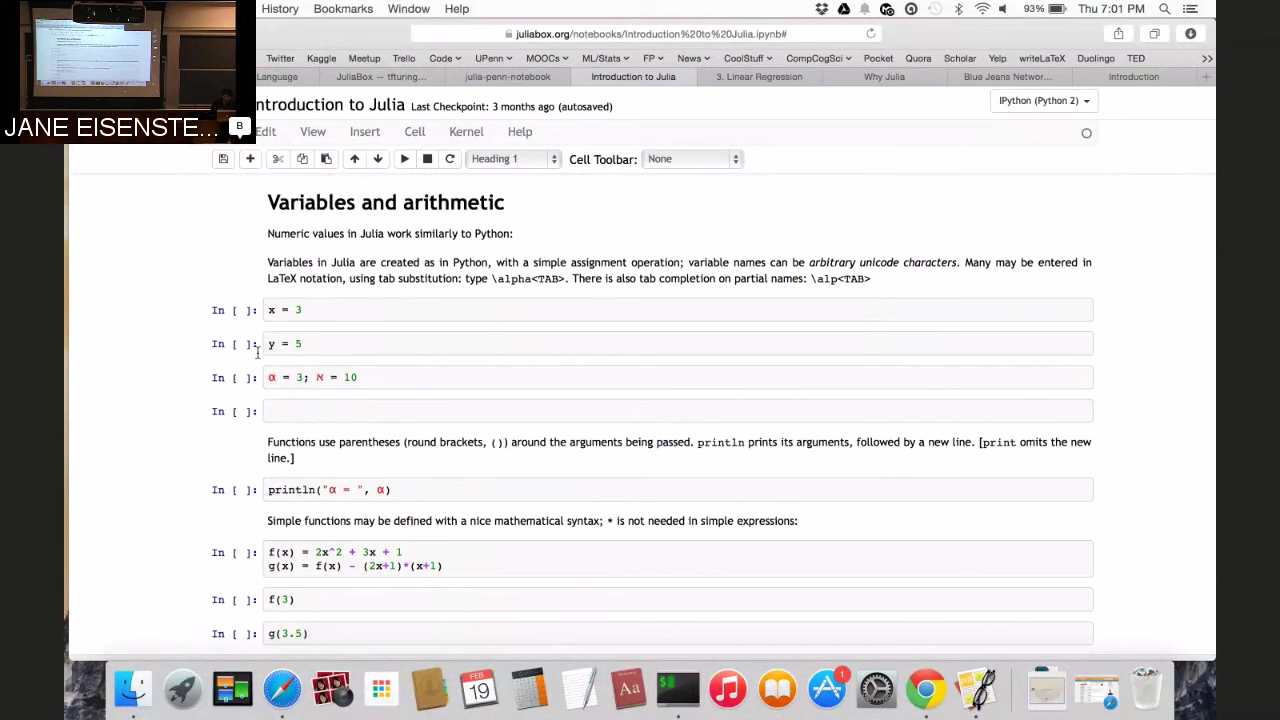 History Bookmarks Window Help 93% Thu 7:01 PM
juliabox.org/notebooks/Introduction%20to%20Julia.ipynb
Twitter Kaggle Meetup Trello Code UPenn MOOCs ML/Stats FP News CoolStuff CompCogSci Pocket Quora Scholar Yelp writeLaTeX Duolingo TED
Language JuliaBox — tthurne... Introduction to Julia 3. Linear Regression Why Julia Blue Jeans Networ... Introduction
JANE EISENSTE...
B
ntroduction to Julia Last Checkpoint: 3 months ago (autosaved)
IPython (Python 2)
Edit View Insert Cell Kernel Help
Heading 1 Cell Toolbar: None
Variables and arithmetic
Numeric values in Julia work similarly to Python:
Variables in Julia are created as in Python, with a simple assignment operation; variable names can be arbitrary unicode characters. Many may be entered in
LaTeX notation, using tab substitution: type \alpha<TAB>. There is also tab completion on partial names: \alp<TAB>
In [ ]: x = 3
In [ ]: y = 5
In [ ]: α = 3; ℵ = 10
In [ ]:
Functions use parentheses (round brackets, ()) around the arguments being passed. println prints its arguments, followed by a new line. [print omits the new
line.]
In [ ]: println("α = ", α)
Simple functions may be defined with a nice mathematical syntax; * is not needed in simple expressions:
In [ ]: f(x) = 2x^2 + 3x + 1
g(x) = f(x) - (2x+1)*(x+1)
In [ ]: f(3)
In [ ]: g(3.5)
FEB
19
Aa